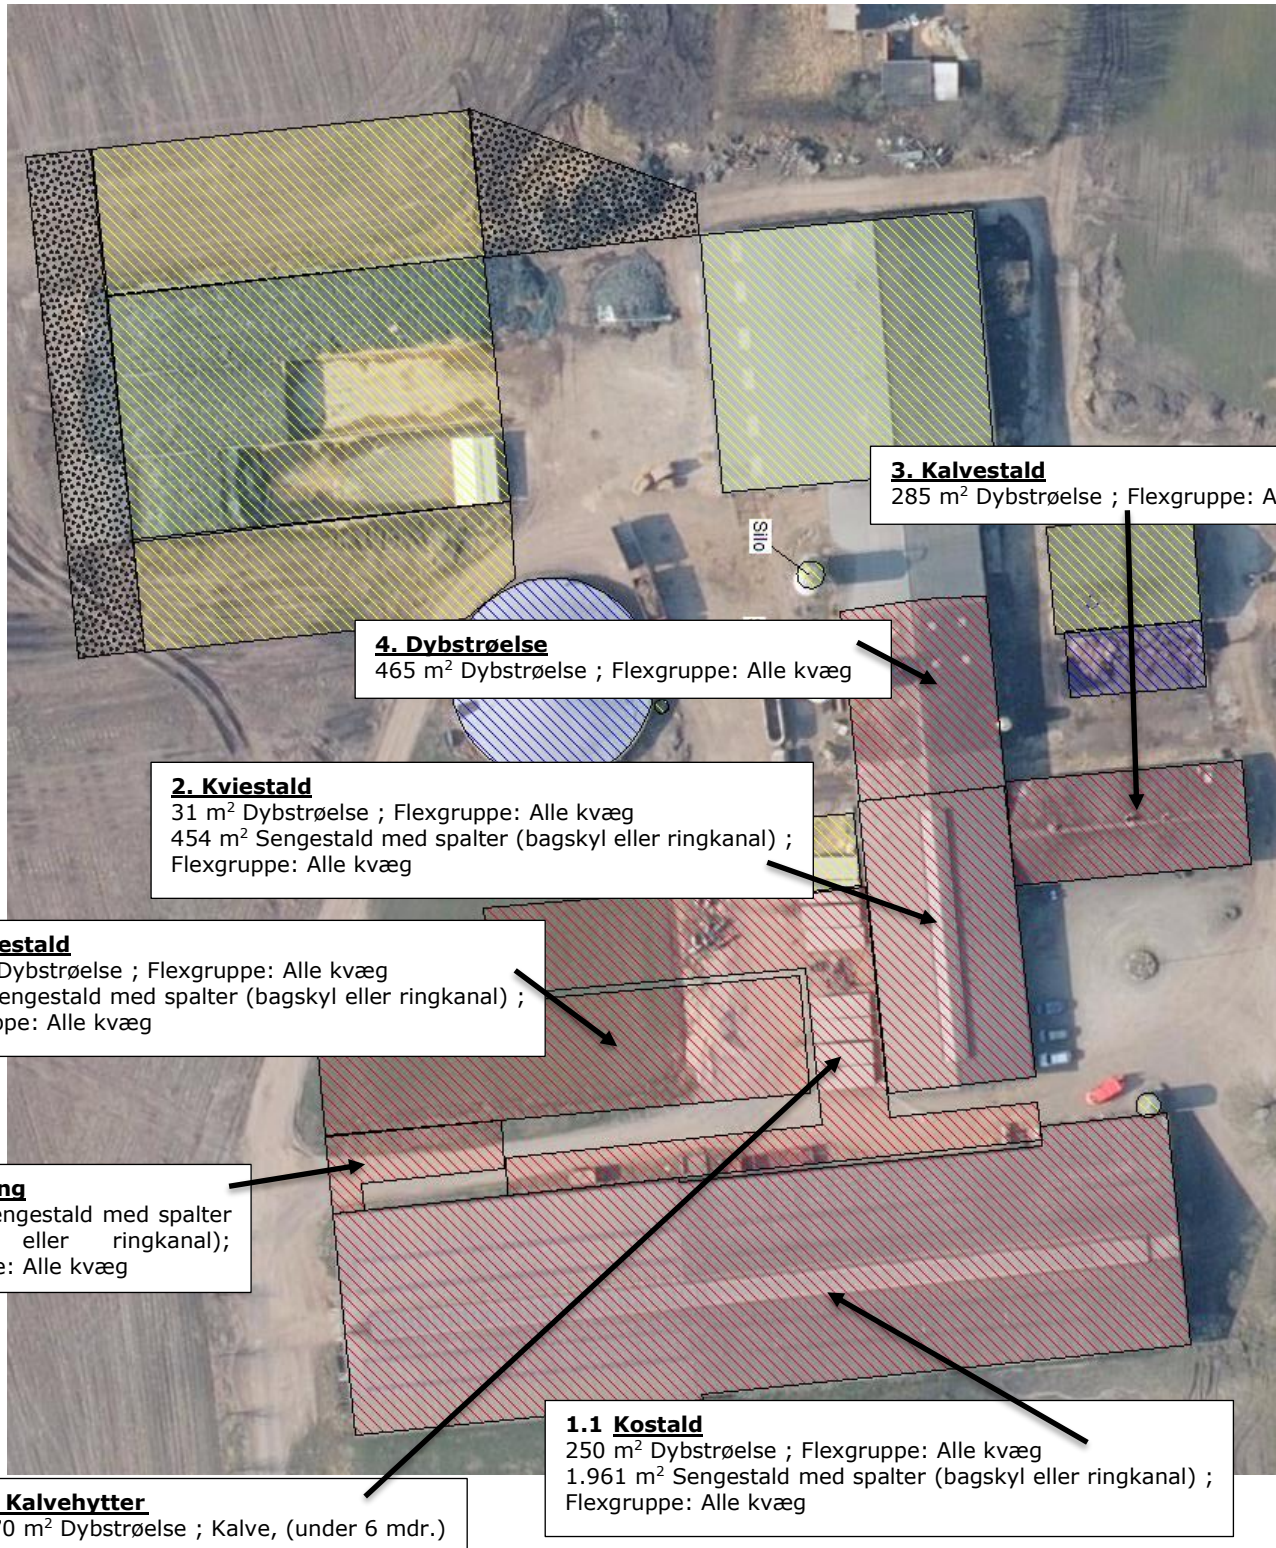 3. Kalvestald
285 m² Dybstrøelse ; Flexgruppe: A
Silo
4. Dybstrøelse
465 m² Dybstrøelse ; Flexgruppe: Alle kvæg
2. Kviestald
31 m² Dybstrøelse ; Flexgruppe: Alle kvæg
454 m² Sengestald med spalter (bagskyl eller ringkanal) ;
Flexgruppe: Alle kvæg
estald
Dybstrøelse ; Flexgruppe: Alle kvæg
engestald med spalter (bagskyl eller ringkanal) ;
ppe: Alle kvæg
ng
engestald med spalter
eller ringkanal);
e: Alle kvæg
1.1 Kostald
250 m² Dybstrøelse ; Flexgruppe: Alle kvæg
1.961 m² Sengestald med spalter (bagskyl eller ringkanal) ;
Flexgruppe: Alle kvæg
Kalvehytter
70 m² Dybstrøelse ; Kalve, (under 6 mdr.)